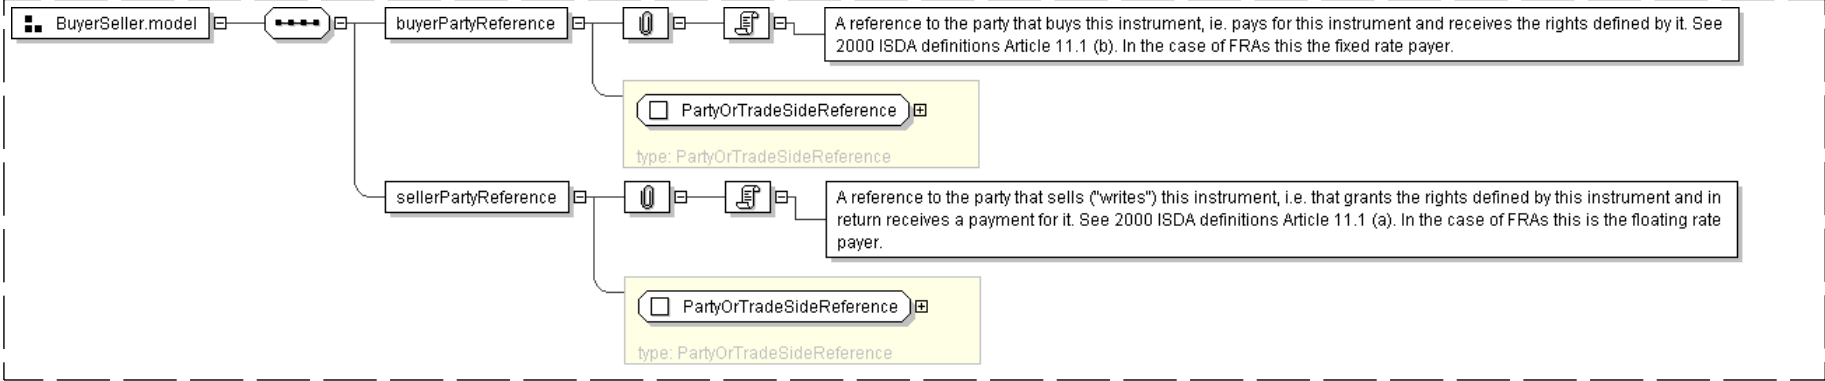 BuyerSeller.model
buyerPartyReference
A reference to the party that buys this instrument, ie. pays for this instrument and receives the rights defined by it. See
2000 ISDA definitions Article 11.1 (b). In the case of FRAs this the fixed rate payer.
PartyOrTradeSideReference
type: PartyOrTradeSideReference
sellerPartyReference
A reference to the party that sells ("writes") this instrument, i.e. that grants the rights defined by this instrument and in
return receives a payment for it. See 2000 ISDA definitions Article 11.1 (a). In the case of FRAs this is the floating rate
payer.
PartyOrTradeSideReference
type: PartyOrTradeSideReference